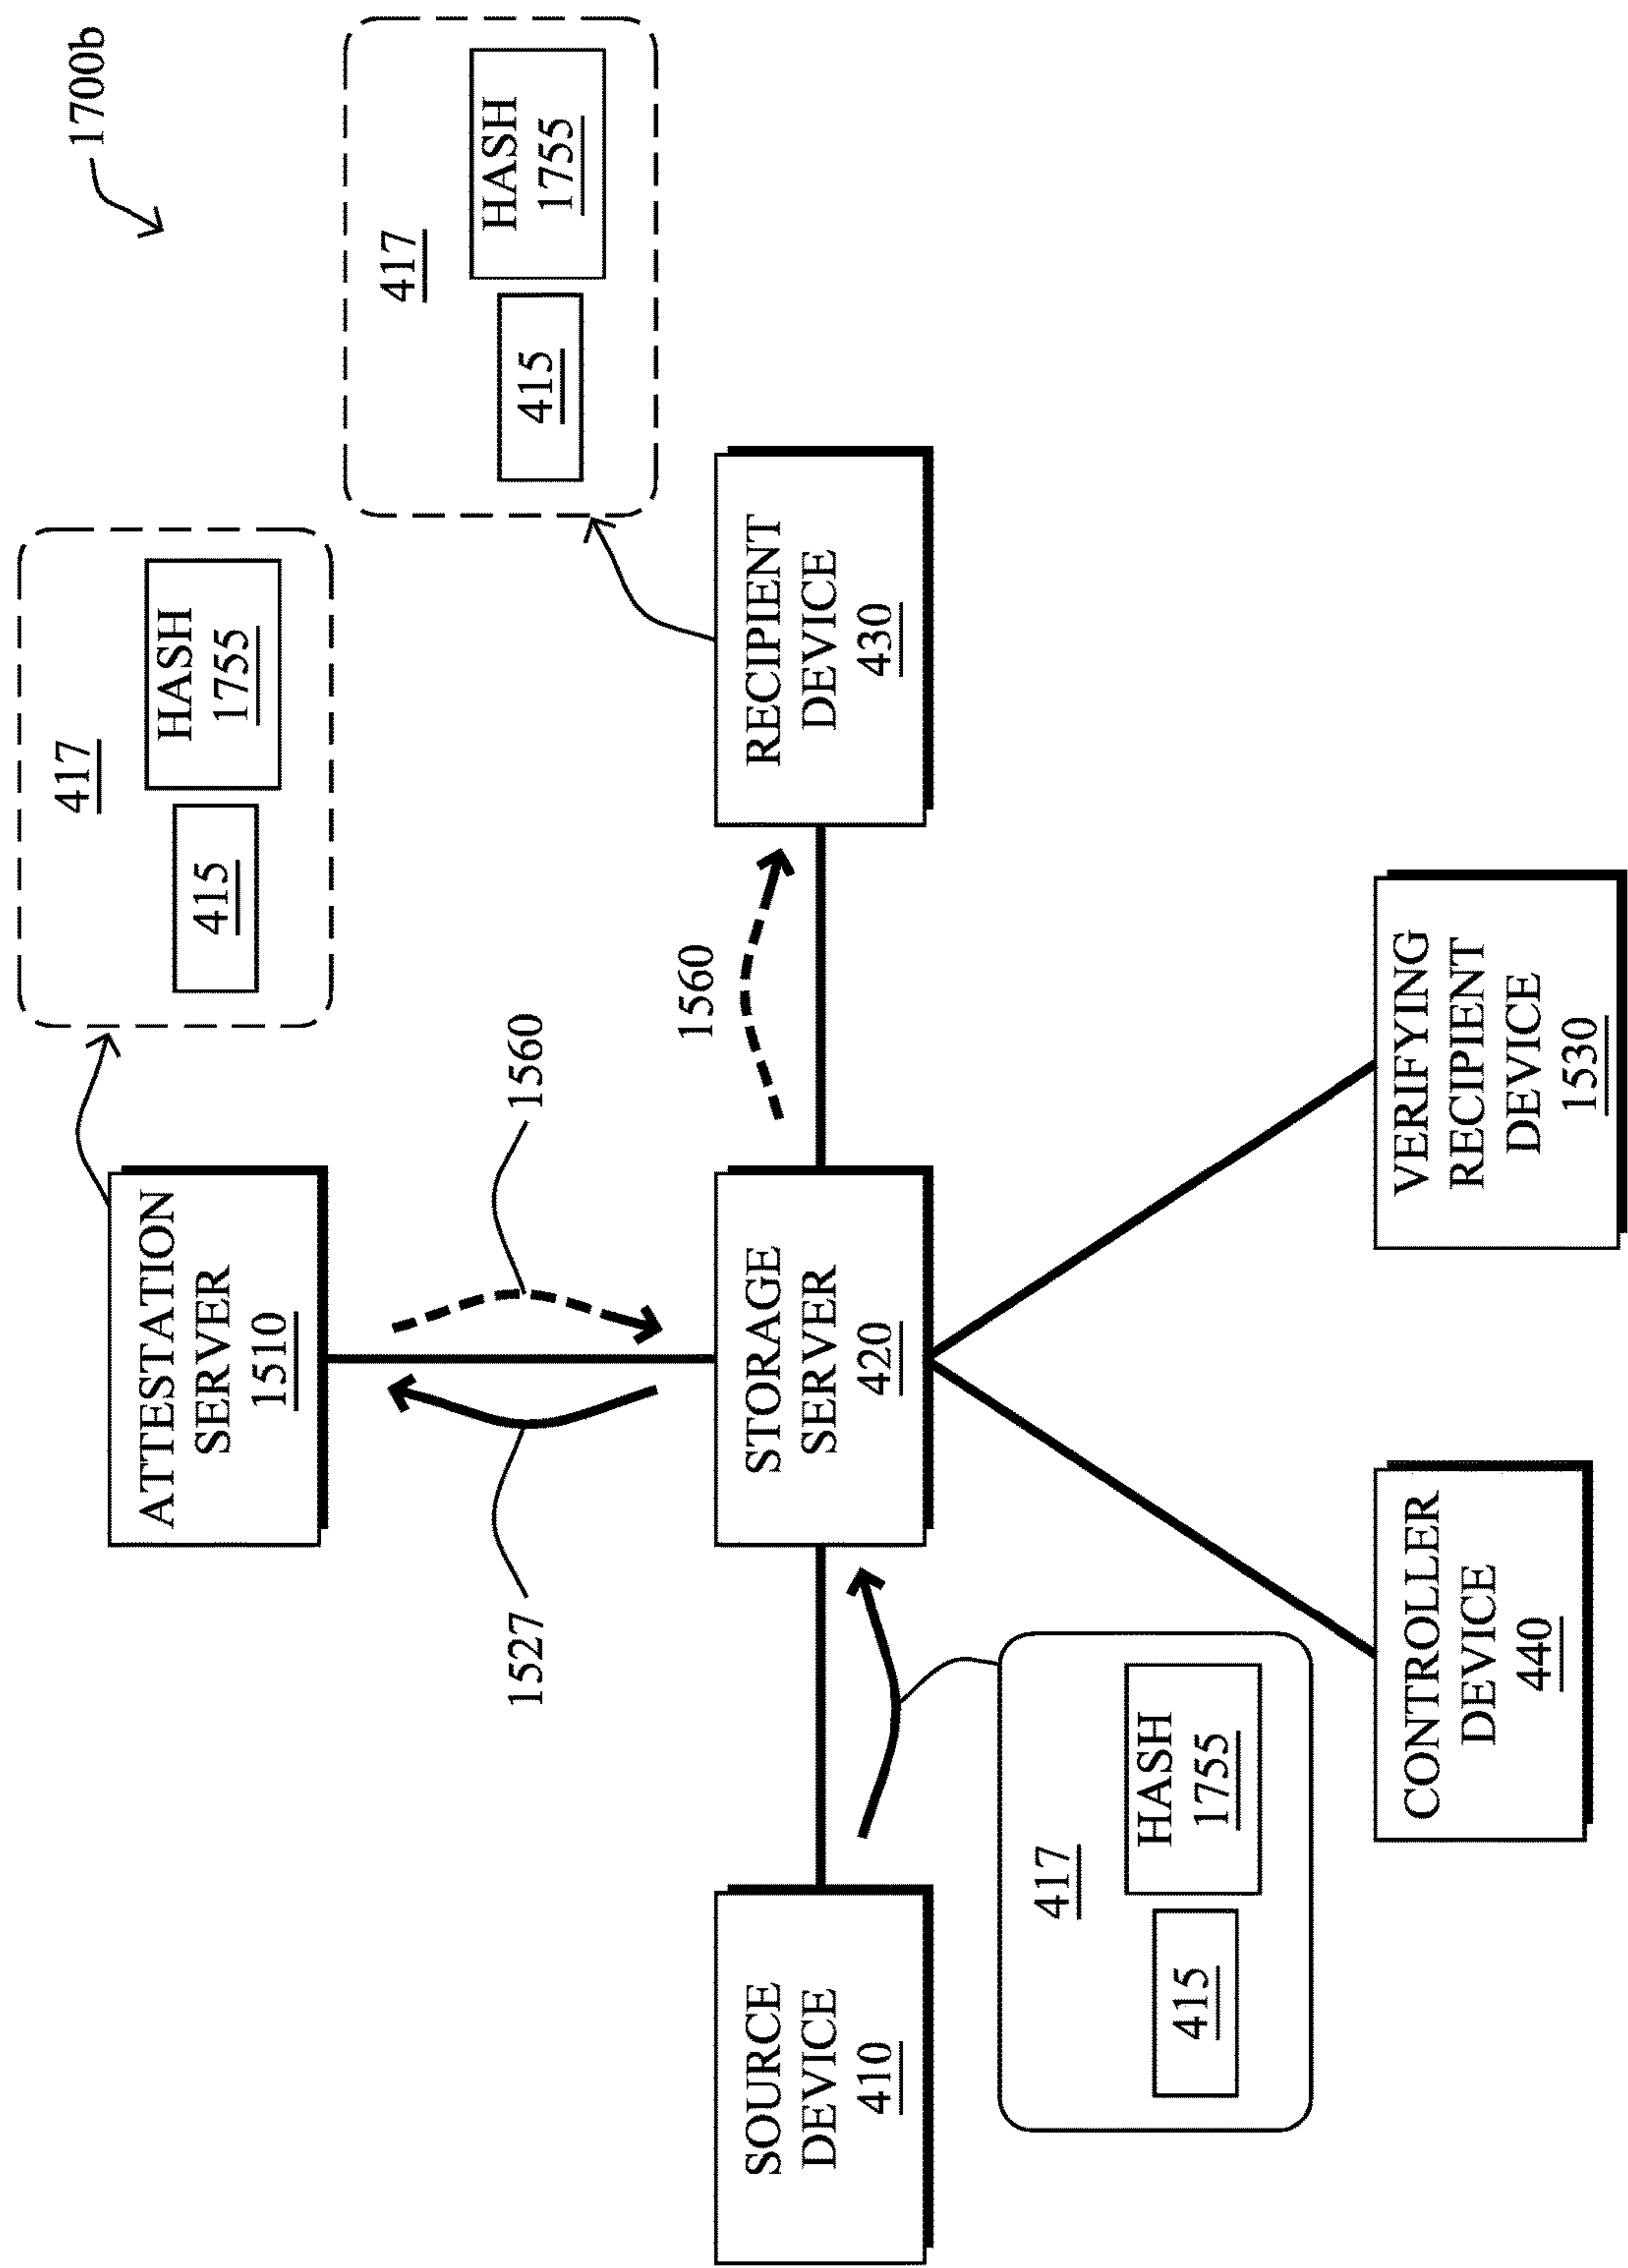 1700b
417
415
HASH
1755
417
415
HASH
1755
ATTESTATION
SERVER
1510
1527
1560
1560
SOURCE
DEVICE
410
STORAGE
SERVER
420
RECIPIENT
DEVICE
430
417
415
HASH
1755
CONTROLLER
DEVICE
440
VERIFYING
RECIPIENT
DEVICE
1530